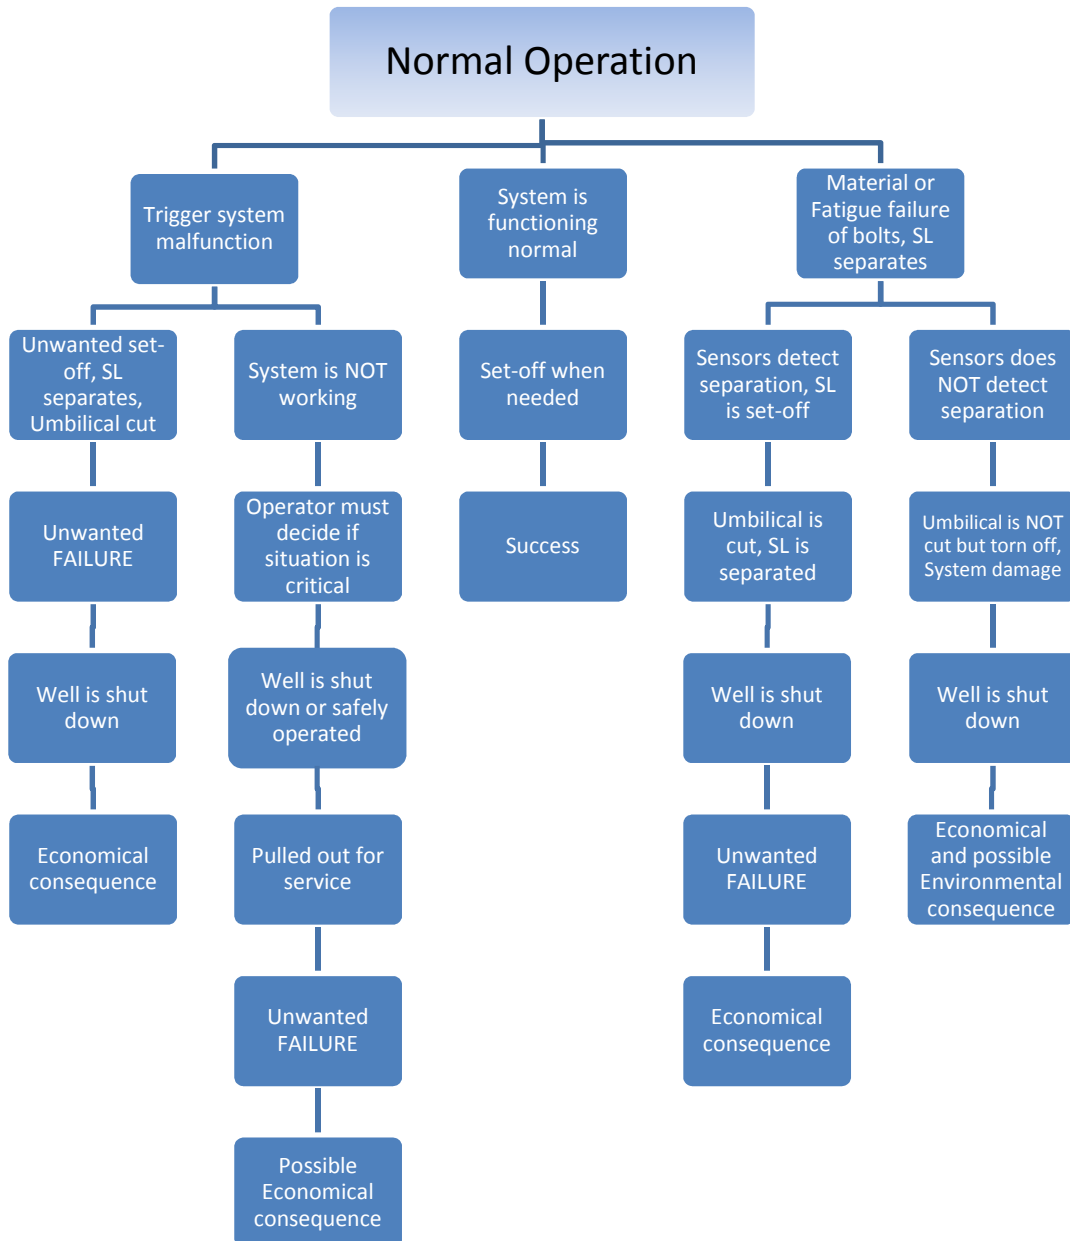 Normal Operation
Trigger system
malfunction
System is
functioning
normal
Material or
Fatigue failure
of bolts, SL
separates
Unwanted set-
off, SL
separates,
Umbilical cut
System is NOT
working
Set-off when
needed
Sensors detect
separation, SL
is set-off
Sensors does
NOT detect
separation
Unwanted
FAILURE
Operator must
decide if
situation is
critical
Success
Umbilical is
cut, SL is
separated
Umbilical is NOT
cut but torn off,
System damage
Well is shut
down
Well is shut
down or safely
operated
Well is shut
down
Well is shut
down
Economical
consequence
Pulled out for
service
Unwanted
FAILURE
Economical
and possible
Environmental
consequence
Unwanted
FAILURE
Economical
consequence
Possible
Economical
consequence